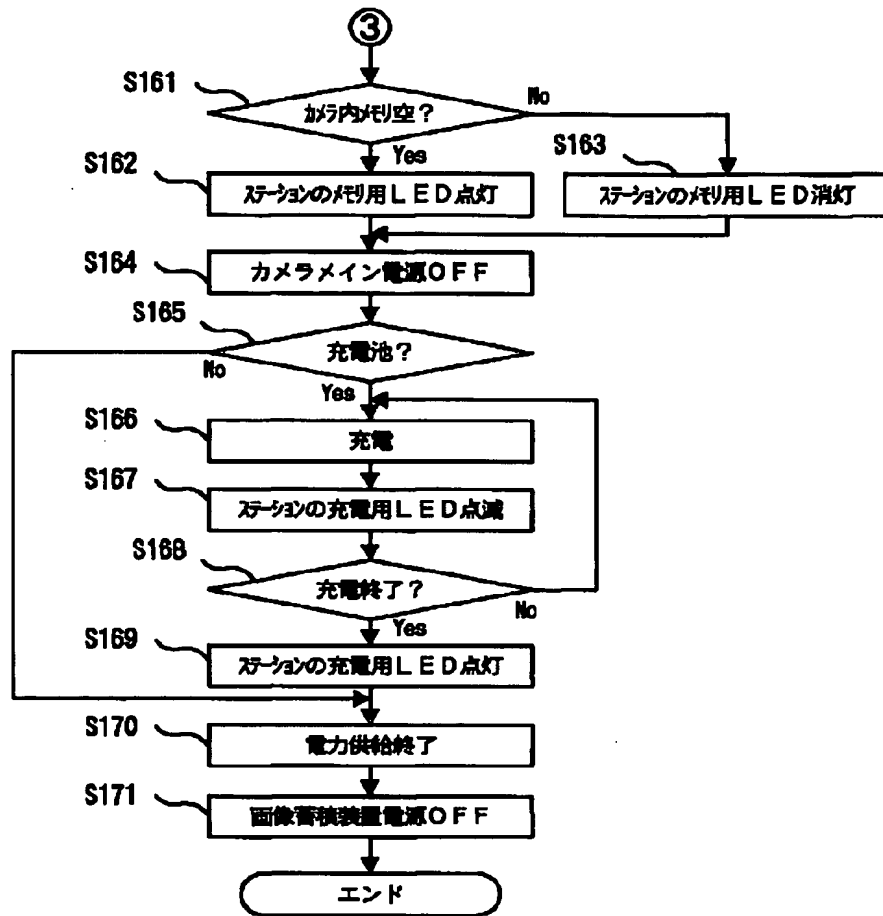 ③
S161
カメラ内メモリ空?
No
Yes
S162
ステーションのメモリ用LED点灯
S163
ステーションのメモリ用LED消灯
S164
カメラメイン電源OFF
S165
充電池?
No
Yes
S166
充電
S167
ステーションの充電用LED点滅
S168
充電終了?
No
Yes
S169
ステーションの充電用LED点灯
S170
電力供給終了
S171
画像蓄積装置電源OFF
エンド